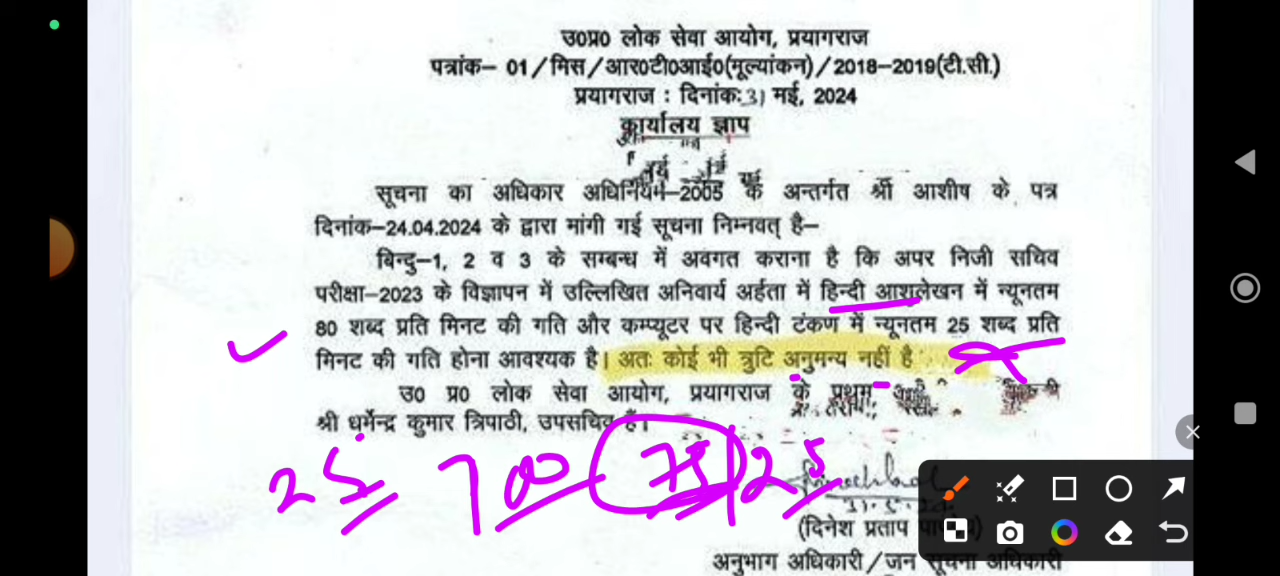 उ0प्र0 लोक सेवा आयोग, प्रयागराज
पत्रांक– 01/मिस/आर0टी0आई0(मूल्यांकन)/2018–2019(टी.सी.)
प्रयागराज : दिनांक: 31 मई, 2024
कार्यालय ज्ञाप
सूचना का अधिकार अधिनियम–2005 के अन्तर्गत श्री आशीष के पत्र
दिनांक–24.04.2024 के द्वारा मांगी गई सूचना निम्नवत् है–
बिन्दु–1, 2 व 3 के सम्बन्ध में अवगत कराना है कि अपर निजी सचिव
परीक्षा–2023 के विज्ञापन में उल्लिखित अनिवार्य अर्हता में हिन्दी आशुलेखन में न्यूनतम
80 शब्द प्रति मिनट की गति और कम्प्यूटर पर हिन्दी टंकण में न्यूनतम 25 शब्द प्रति
मिनट की गति होना आवश्यक है। अतः कोई भी त्रुटि अनुमन्य नहीं है
उ0 प्र0 लोक सेवा आयोग, प्रयागराज के प्रथम
श्री धर्मेन्द्र कुमार त्रिपाठी, उपसचिव हैं।
25 700 75 25
(दिनेश प्रताप
अनुभाग अधिकारी/जन सूचना अधिकारी